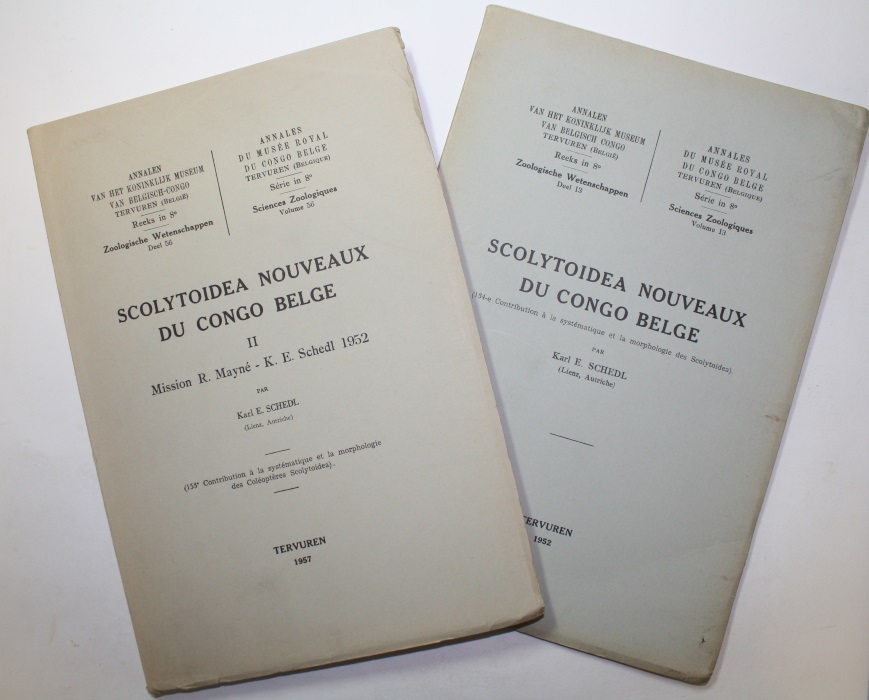 ANNALEN
VAN HET KONINKLIJK MUSEUM
VAN BELGISCH-CONGO
TERVUREN (BELGIË)
Reeks in 8°
Zoologische Wetenschappen
Deel 56
ANNALES
DU MUSÉE ROYAL
DU CONGO BELGE
TERVUREN (BELGIQUE)
Série in 8°
Sciences Zoologiques
Volume 56
SCOLYTOIDEA NOUVEAUX
DU CONGO BELGE
II
Mission R. Mayné - K. E. Schedl 1952
PAR
Karl E. SCHEDL
(Lienz, Autriche)
(155e Contribution à la systématique et la morphologie
des Coléoptères Scolytoidea).
TERVUREN
1957
ANNALEN
VAN HET KONINKLIJK MUSEUM
VAN BELGISCH CONGO
TERVUREN (BELGIË)
Reeks in 8°
Zoologische Wetenschappen
Deel 13
ANNALES
DU MUSÉE ROYAL
DU CONGO BELGE
TERVUREN (BELGIQUE)
Série in 8°
Sciences Zoologiques
Volume 13
SCOLYTOIDEA NOUVEAUX
DU CONGO BELGE
(134-e Contribution à le systématique et la morphologie des Scolytoidea).
PAR
Karl E. SCHEDL
(Lienz, Autriche)
TERVUREN
1952